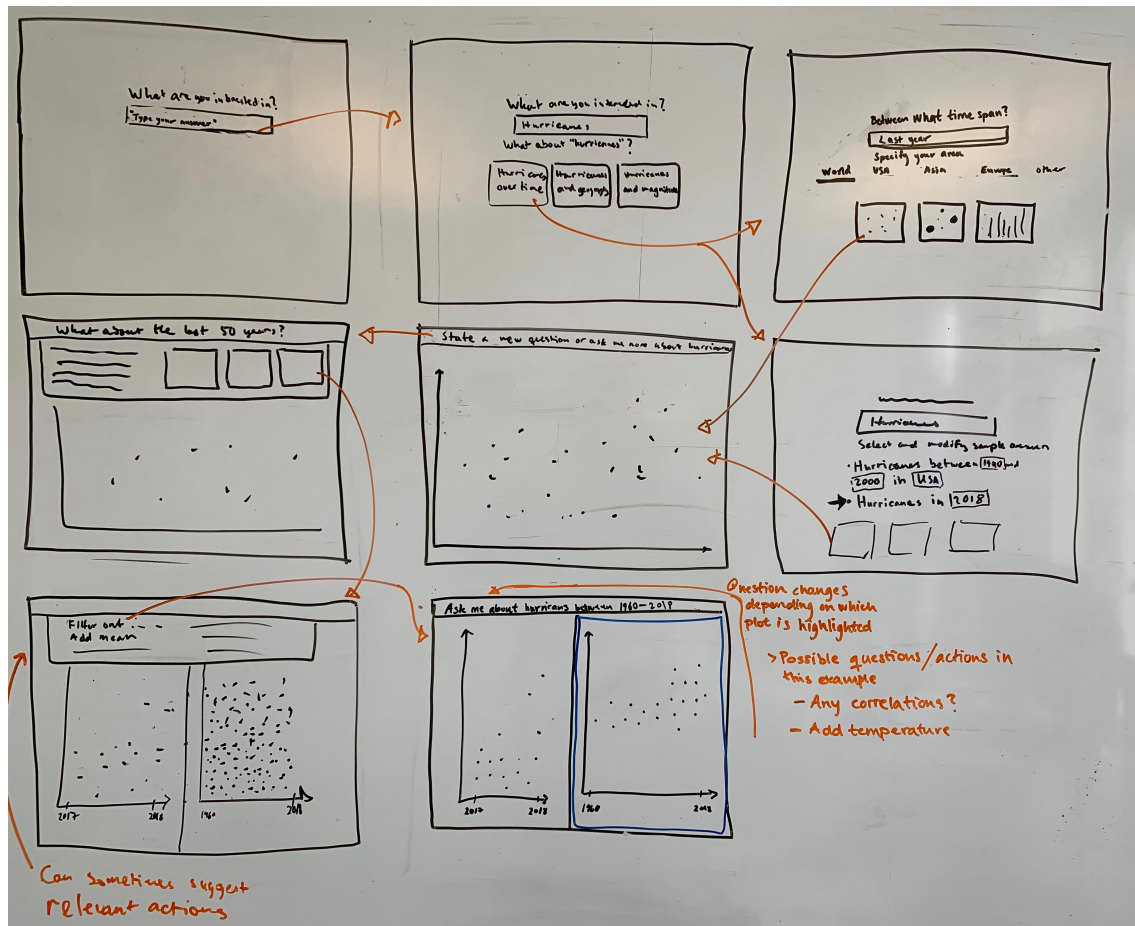 What are you interested in?
"Type your answer"
What are you interested in?
Hurricanes
What about "hurricanes"?
Hurricanes
over time
Hurricanes
and geography
Hurricanes
and magnitude
Between what time span?
Last year
Specify your area
World USA Asia Europe other
What about the last 50 years?
State a new question or ask me more about hurricanes
Hurricanes
Select and modify sample answer
· Hurricanes between 1990 and
2000 in USA
Hurricanes in 2018
Filter out
Add mean
2017 2018
1960 2018
Ask me about hurricans between 1960-2018
2017 2018
1960 2018
Question changes
depending on which
plot is highlighted
> Possible questions/actions in
this example
- Any correlations?
- Add temperature
Can sometimes suggest
relevant actions